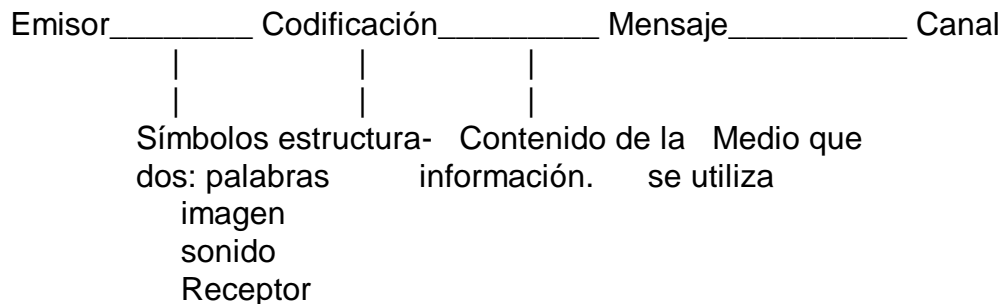 Emisor________ Codificación_________ Mensaje__________ Canal
| | |
| | |
Símbolos estructura- Contenido de la Medio que
dos: palabras información. se utiliza
imagen
sonido
Receptor